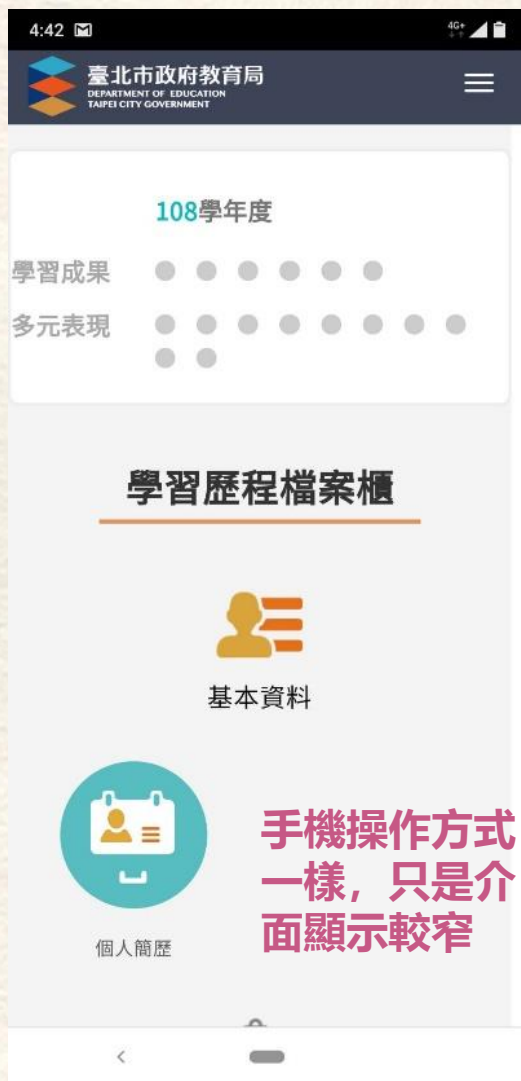 4:42
4G+
臺北市政府教育局
DEPARTMENT OF EDUCATION
TAIPEI CITY GOVERNMENT
108學年度
學習成果
多元表現
學習歷程檔案櫃
基本資料
個人簡歷
手機操作方式
一樣，只是介
面顯示較窄